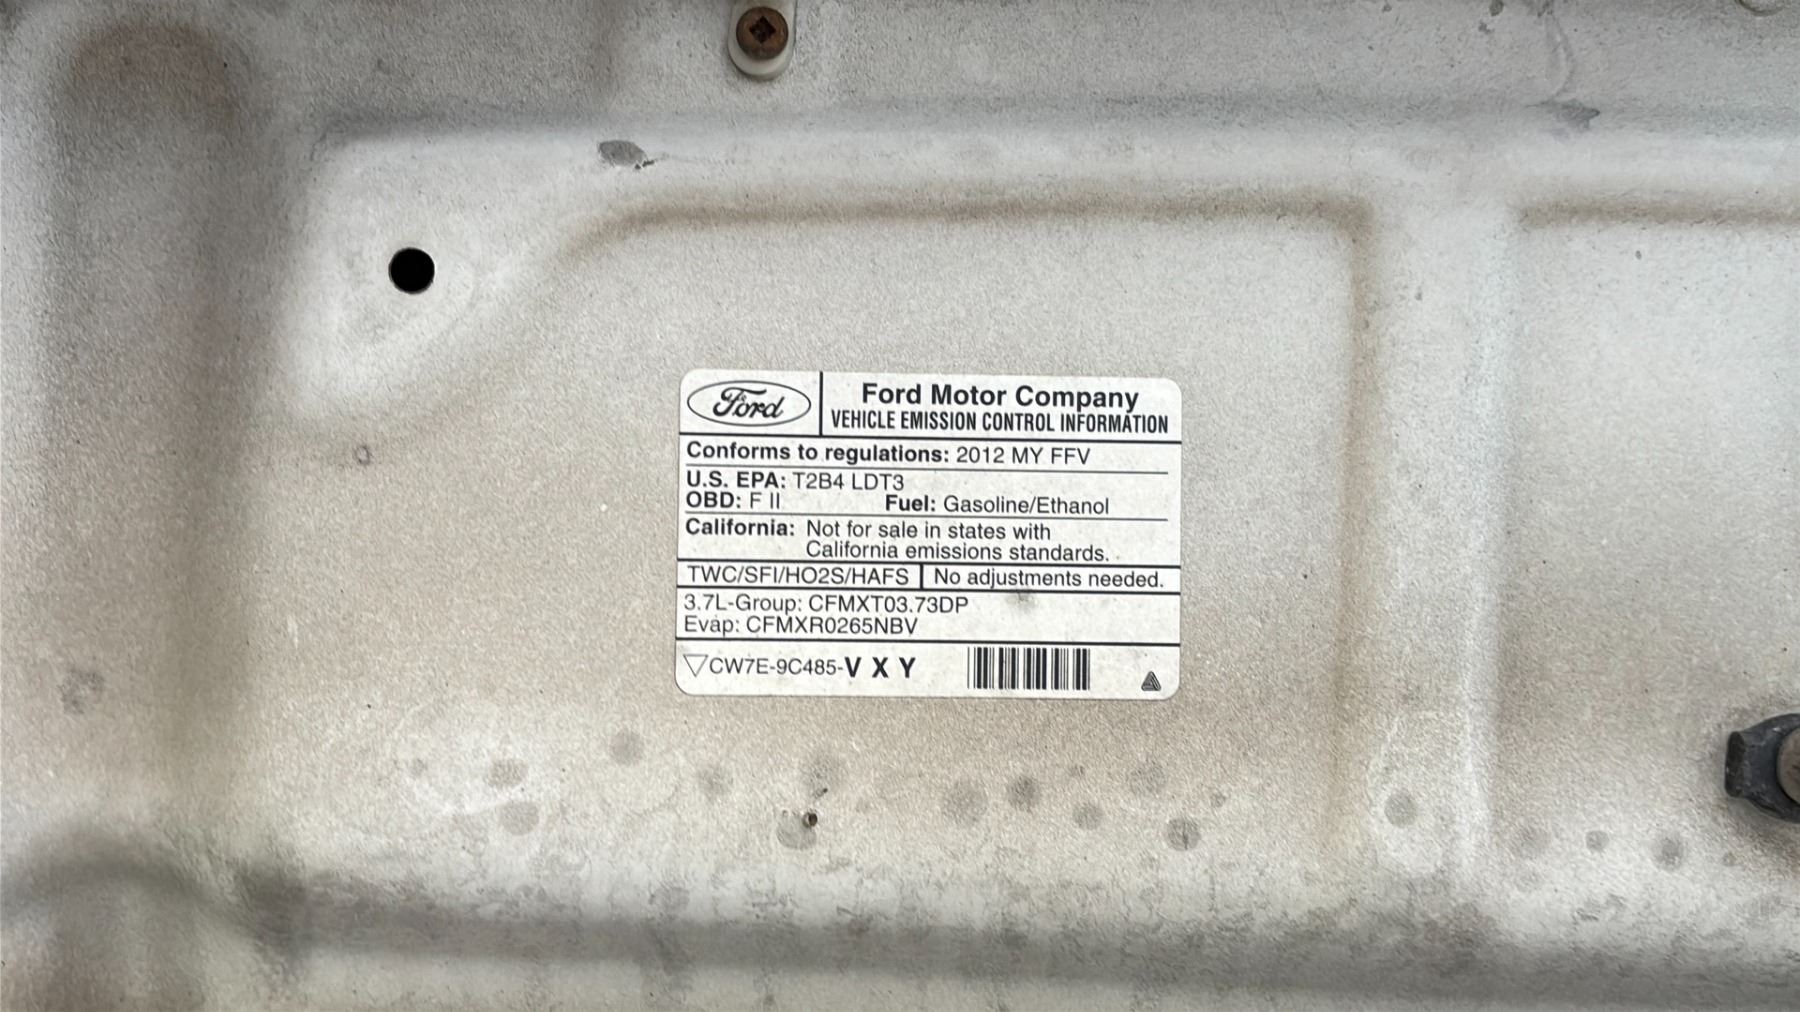 Ford
Ford Motor Company
VEHICLE EMISSION CONTROL INFORMATION
Conforms to regulations: 2012 MY FFV
U.S. EPA: T2B4 LDT3
OBD: F II Fuel: Gasoline/Ethanol
California: Not for sale in states with
California emissions standards.
TWC/SFI/HO2S/HAFS No adjustments needed.
3.7L-Group: CFMXT03.73DP
Evap: CFMXR0265NBV
CW7E-9C485-V X Y